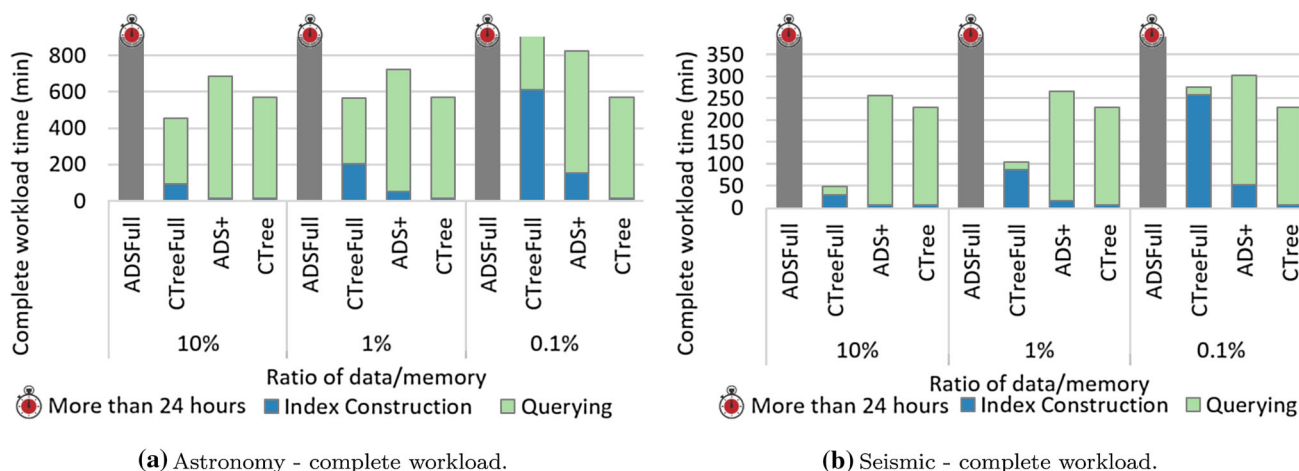 Complete workload time (min)
800
600
400
200
0
ADSFull
CTreeFull
ADS+
CTree
ADSFull
CTreeFull
ADS+
CTree
ADSFull
CTreeFull
ADS+
CTree
10%
1%
0.1%
Ratio of data/memory
More than 24 hours Index Construction Querying
(a) Astronomy - complete workload.
Complete workload time (min)
350
300
250
200
150
100
50
0
ADSFull
CTreeFull
ADS+
CTree
ADSFull
CTreeFull
ADS+
CTree
ADSFull
CTreeFull
ADS+
CTree
10%
1%
0.1%
Ratio of data/memory
More than 24 hours Index Construction Querying
(b) Seismic - complete workload.